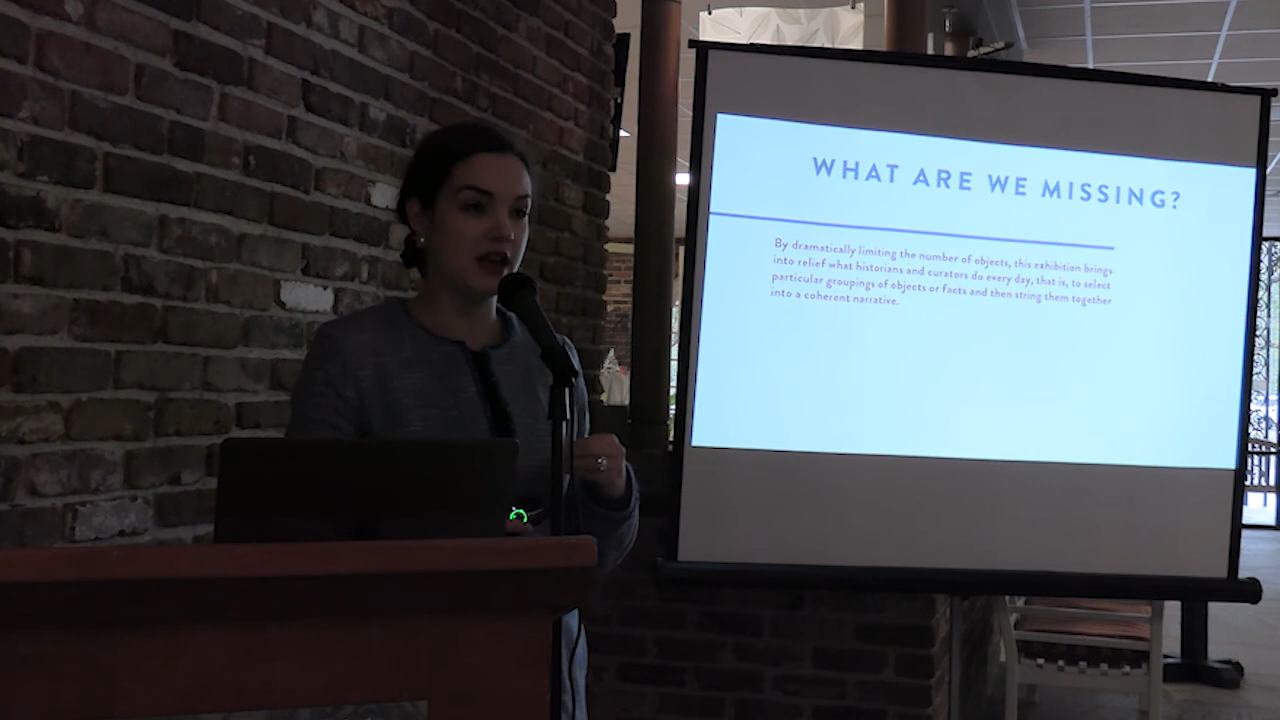 WHAT ARE WE MISSING?
By dramatically limiting the number of objects, this exhibition brings
into relief what historians and curators do every day, that is, to select
particular groupings of objects or facts and then string them together
into a coherent narrative.